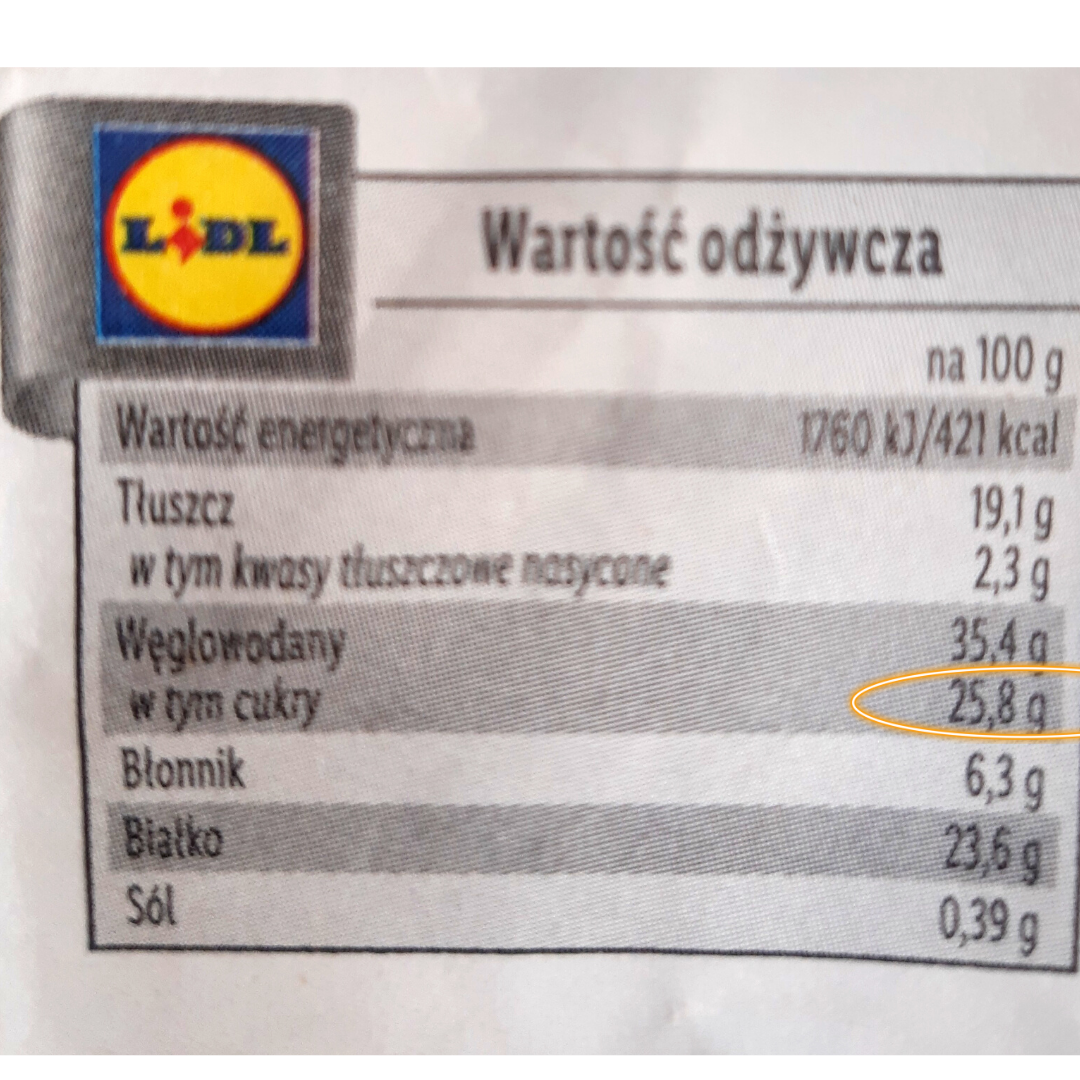 LIDL
Wartość odżywcza
na 100 g
Wartość energetyczna 1760 kJ/421 kcal
Tłuszcz 19,1 g
w tym kwasy tłuszczowe nasycone 2,3 g
Węglowodany 35,4 g
w tym cukry 25,8 g
Błonnik 6,3 g
Białko 23,6 g
Sól 0,39 g